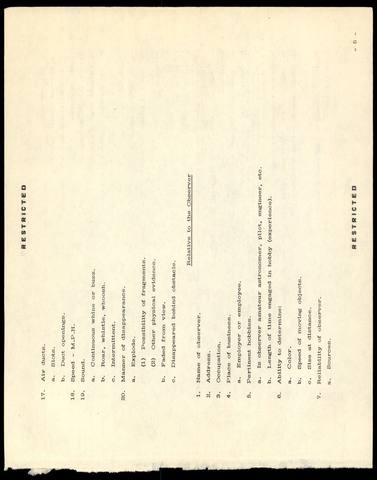 RESTRICTED
17. Air ducts.
a. Slots.
b. Duct openings.
18. Speed - M.P.H.
19. Sound.
a. Continuous whine or buzz.
b. Roar, whistle, whoosh.
c. Intermittent.
20. Manner of disappearance.
a. Explode.
(1) Possibility of fragments.
(2) Other physical evidence.
b. Faded from view.
c. Disappeared behind obstacle.
Relative to the Observer
1. Name of observer.
2. Address.
3. Occupation.
4. Place of business.
a. Employer or employee.
5. Pertinent hobbies.
a. Is observer amateur astronomer, pilot, engineer, etc.
b. Length of time engaged in hobby (experience).
6. Ability to determine:
a. Color.
b. Speed of moving objects.
c. Size at distance.
7. Reliability of observer.
a. Sources.
RESTRICTED